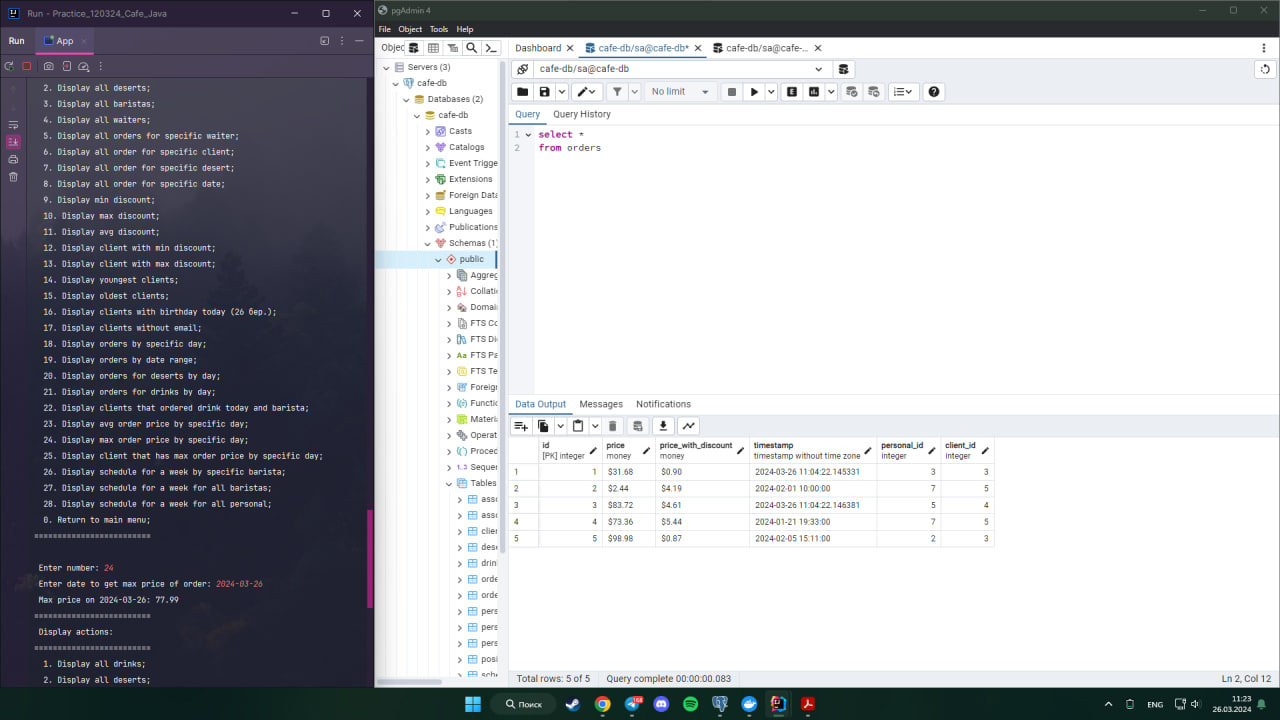 Run - Practice_120324_Cafe_Java
Run
App
2. Display all deserts;
3. Display all baristas;
4. Display all waiters;
5. Display all orders for specific waiter;
6. Display all order for specific client;
7. Display all order for specific desert;
8. Display all order for specific date;
9. Display min discount;
10. Display max discount;
11. Display avg discount;
12. Display client with min discount;
13. Display client with max discount;
14. Display youngest clients;
15. Display oldest clients;
16. Display clients with birthday today (26 бер.);
17. Display clients without email;
18. Display orders by specific day;
19. Display orders by date range;
20. Display orders for deserts by day;
21. Display orders for drinks by day;
22. Display clients that ordered drink today and barista;
23. Display avg order price by specific day;
24. Display max order price by specific day;
25. Display client that has max order price by specific day;
26. Display schedule for a week by specific barista;
27. Display schedule for a week for all baristas;
28. Display schedule for a week for all personal;
0. Return to main menu;
=========================
Enter number: 24
Enter date to get max price of order: 2024-03-26
Max price on 2024-03-26: 77.99
=========================
Display actions:
=========================
1. Display all drinks;
2. Display all deserts;
pgAdmin 4
File Object Tools Help
Objec
Servers (3)
cafe-db
Databases (2)
cafe-db
Casts
Catalogs
Event Trigge
Extensions
Foreign Data
Languages
Publications
Schemas (1)
public
Aggreg
Collatio
Domai
FTS Co
FTS Di
FTS Pa
FTS Te
Foreign
Functio
Materia
Operat
Proced
1..3 Sequen
Tables
asso
asso
clier
dese
drin
orde
orde
pers
pers
pers
posi
sche
Dashboard
cafe-db/sa@cafe-db*
cafe-db/sa@cafe-...
cafe-db/sa@cafe-db
No limit
Query Query History
1 select *
2 from orders
Data Output Messages Notifications
id price price_with_discount timestamp personal_id client_id
[PK] integer money money timestamp without time zone integer integer
1 1 $31.68 $0.90 2024-03-26 11:04:22.145331 3 3
2 2 $2.44 $4.19 2024-02-01 10:00:00 7 5
3 3 $83.72 $4.61 2024-03-26 11:04:22.146381 5 4
4 4 $73.36 $5.44 2024-01-21 19:33:00 7 5
5 5 $98.98 $0.87 2024-02-05 15:11:00 2 3
Total rows: 5 of 5 Query complete 00:00:00.083
Ln 2, Col 12
Поиск
168
ENG
11:23
26.03.2024